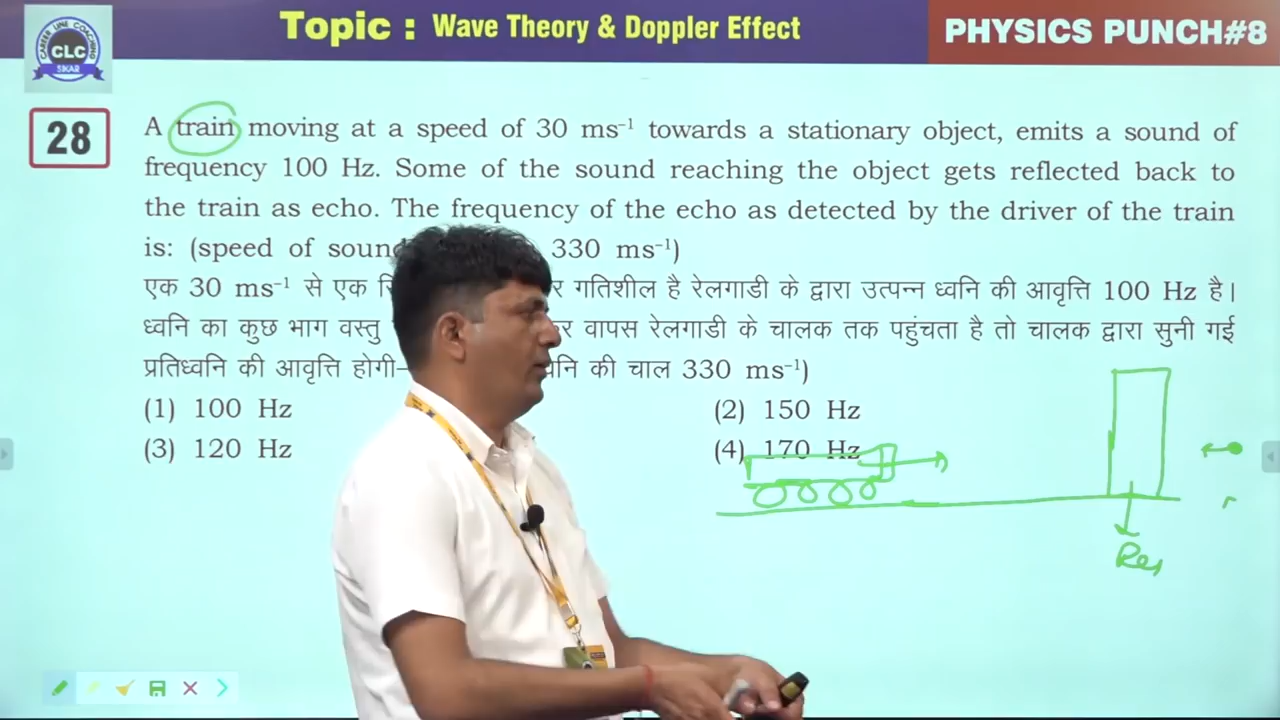 Topic : Wave Theory & Doppler Effect
PHYSICS PUNCH#8
CAREER LINE COACHING
CLC
SIKAR
28
A train moving at a speed of 30 ms⁻¹ towards a stationary object, emits a sound of
frequency 100 Hz. Some of the sound reaching the object gets reflected back to
the train as echo. The frequency of the echo as detected by the driver of the train
is: (speed of sound 330 ms⁻¹)
एक 30 ms⁻¹ से एक गतिशील है रेलगाडी के द्वारा उत्पन्न ध्वनि की आवृत्ति 100 Hz है।
ध्वनि का कुछ भाग वस्तु वापस रेलगाडी के चालक तक पहुंचता है तो चालक द्वारा सुनी गई
प्रतिध्वनि की आवृत्ति होगी– की चाल 330 ms⁻¹)
(1) 100 Hz
(2) 150 Hz
(3) 120 Hz
(4) 170 Hz
Res